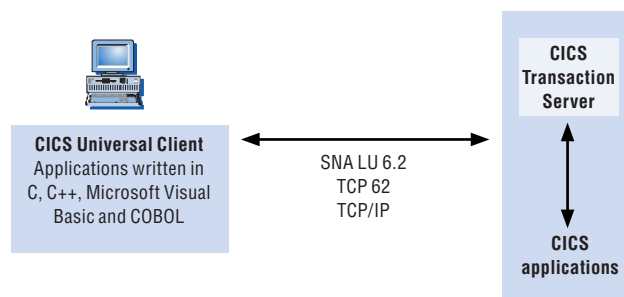 CICS Universal Client
Applications written in
C, C++, Microsoft Visual
Basic and COBOL
SNA LU 6.2
TCP 62
TCP/IP
CICS
Transaction
Server
CICS
applications